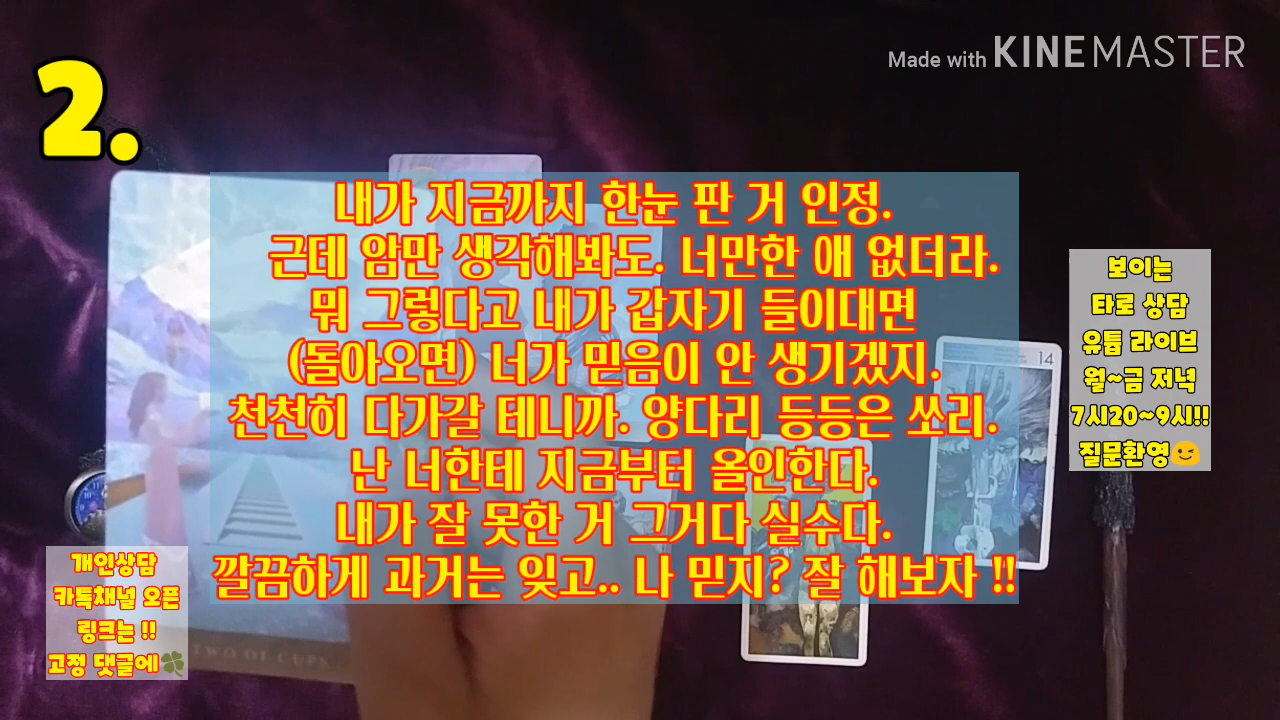 Made with KINEMASTER
2.
내가 지금까지 한눈 판 거 인정.
근데 암만 생각해봐도. 너만한 애 없더라.
뭐 그렇다고 내가 갑자기 들이대면
(돌아오면) 너가 믿음이 안 생기겠지.
천천히 다가갈 테니까. 양다리 등등은 쏘리.
난 너한테 지금부터 올인한다.
내가 잘 못한 거 그거다 실수다.
깔끔하게 과거는 잊고.. 나 믿지? 잘 해보자 !!
보이는
타로 상담
유튭 라이브
월~금 저녁
7시20~9시!!
질문환영😉
14
개인상담
카톡채널 오픈
링크는 !!
고정 댓글에🍀
TWO OF CUPS